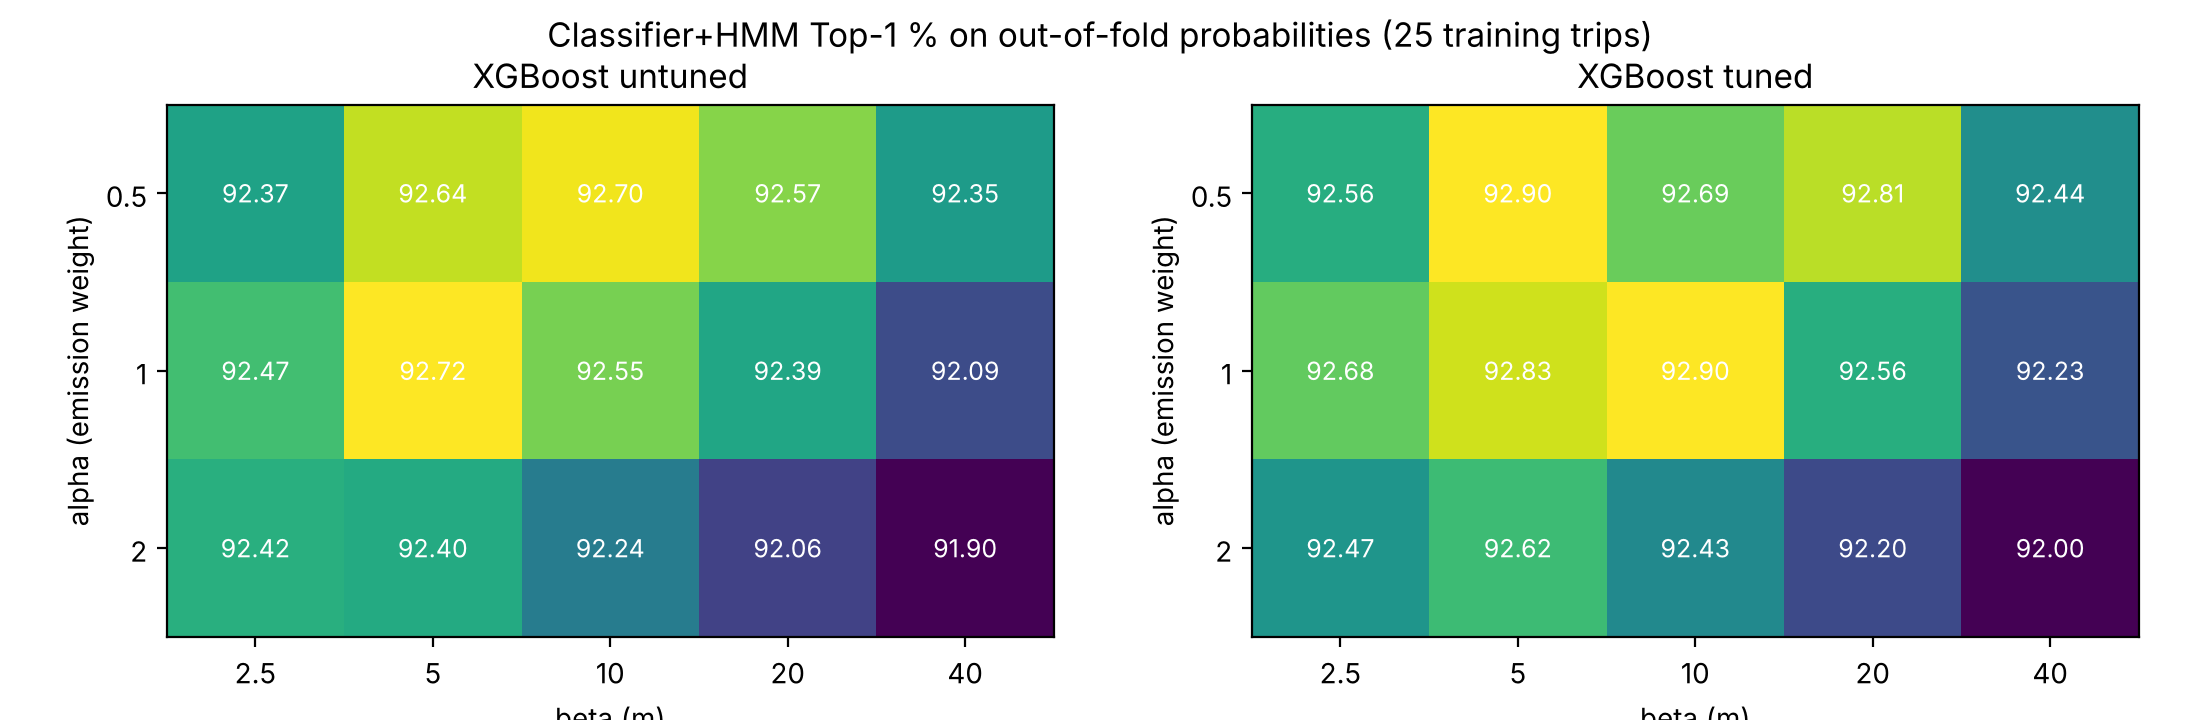 Classifier+HMM Top-1 % on out-of-fold probabilities (25 training trips)
XGBoost untuned
alpha (emission weight)
0.5 92.37 92.64 92.70 92.57 92.35
1 92.47 92.72 92.55 92.39 92.09
2 92.42 92.40 92.24 92.06 91.90
2.5 5 10 20 40
beta (m)
XGBoost tuned
alpha (emission weight)
0.5 92.56 92.90 92.69 92.81 92.44
1 92.68 92.83 92.90 92.56 92.23
2 92.47 92.62 92.43 92.20 92.00
2.5 5 10 20 40
beta (m)